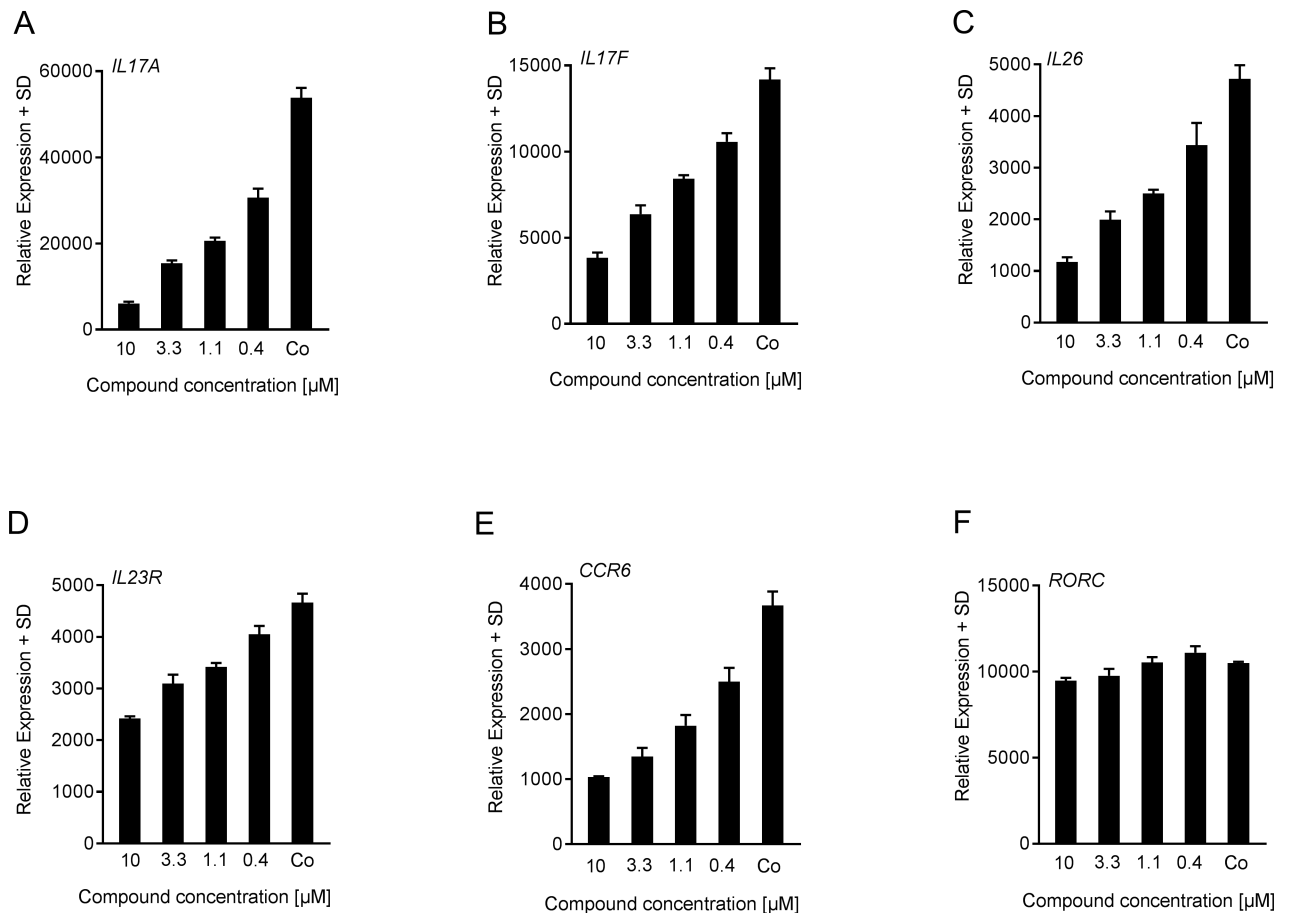 A
IL17A
Relative Expression + SD
60000
40000
20000
0
10 3.3 1.1 0.4 Co
Compound concentration [µM]
B
IL17F
Relative Expression + SD
15000
10000
5000
0
10 3.3 1.1 0.4 Co
Compound concentration [µM]
C
IL26
Relative Expression + SD
5000
4000
3000
2000
1000
0
10 3.3 1.1 0.4 Co
Compound concentration [µM]
D
IL23R
Relative Expression + SD
5000
4000
3000
2000
1000
0
10 3.3 1.1 0.4 Co
Compound concentration [µM]
E
CCR6
Relative Expression + SD
4000
3000
2000
1000
0
10 3.3 1.1 0.4 Co
Compound concentration [µM]
F
RORC
Relative Expression + SD
15000
10000
5000
0
10 3.3 1.1 0.4 Co
Compound concentration [µM]